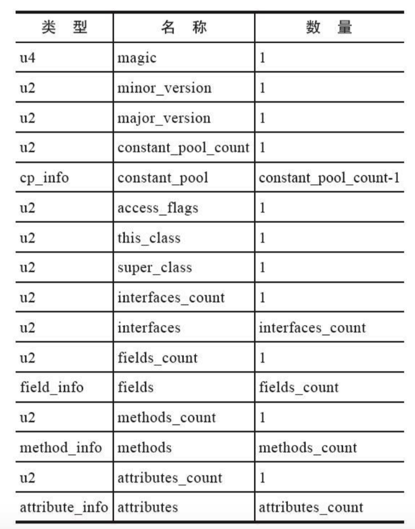 类 型 名 称 数 量
u4 magic 1
u2 minor_version 1
u2 major_version 1
u2 constant_pool_count 1
cp_info constant_pool constant_pool_count-1
u2 access_flags 1
u2 this_class 1
u2 super_class 1
u2 interfaces_count 1
u2 interfaces interfaces_count
u2 fields_count 1
field_info fields fields_count
u2 methods_count 1
method_info methods methods_count
u2 attributes_count 1
attribute_info attributes attributes_count